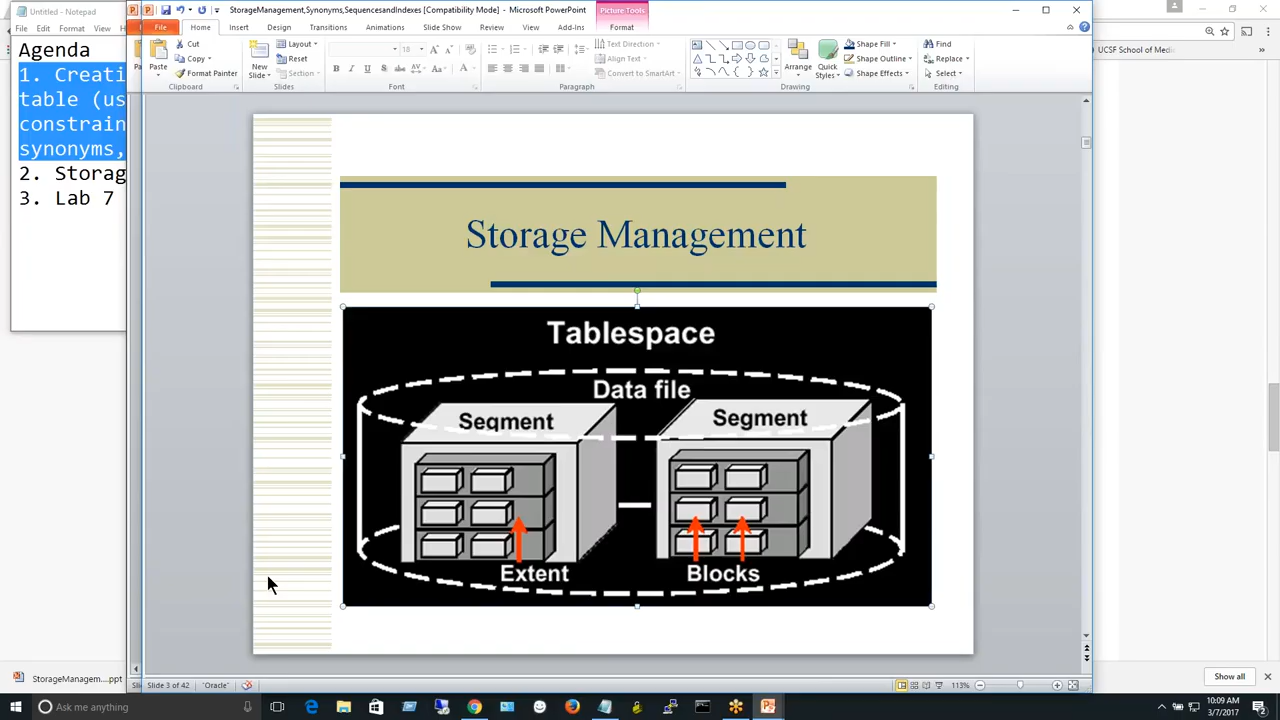 Untitled - Notepad
File Edit Format View
Agenda
1. Creati
table (us
constrain
synonyms,
2. Storag
3. Lab 7
StorageManagement,Synonyms,SequencesandIndexes [Compatibility Mode] - Microsoft PowerPoint
Picture Tools
File Home Insert Design Transitions Animations Slide Show Review View Add-Ins Format
Paste
Cut
Copy
Format Painter
Clipboard
New Slide
Layout
Reset
Section
Slides
18
Font
Text Direction
Align Text
Convert to SmartArt
Paragraph
Arrange
Quick Styles
Shape Fill
Shape Outline
Shape Effects
Drawing
Find
Replace
Select
Editing
UCSF School of Medi
Storage Management
Tablespace
Data file
Segment
Segment
Extent
Blocks
Slide 3 of 42
"Oracle"
113%
StorageManagem....ppt
Show all
Ask me anything
10:09 AM
3/7/2017